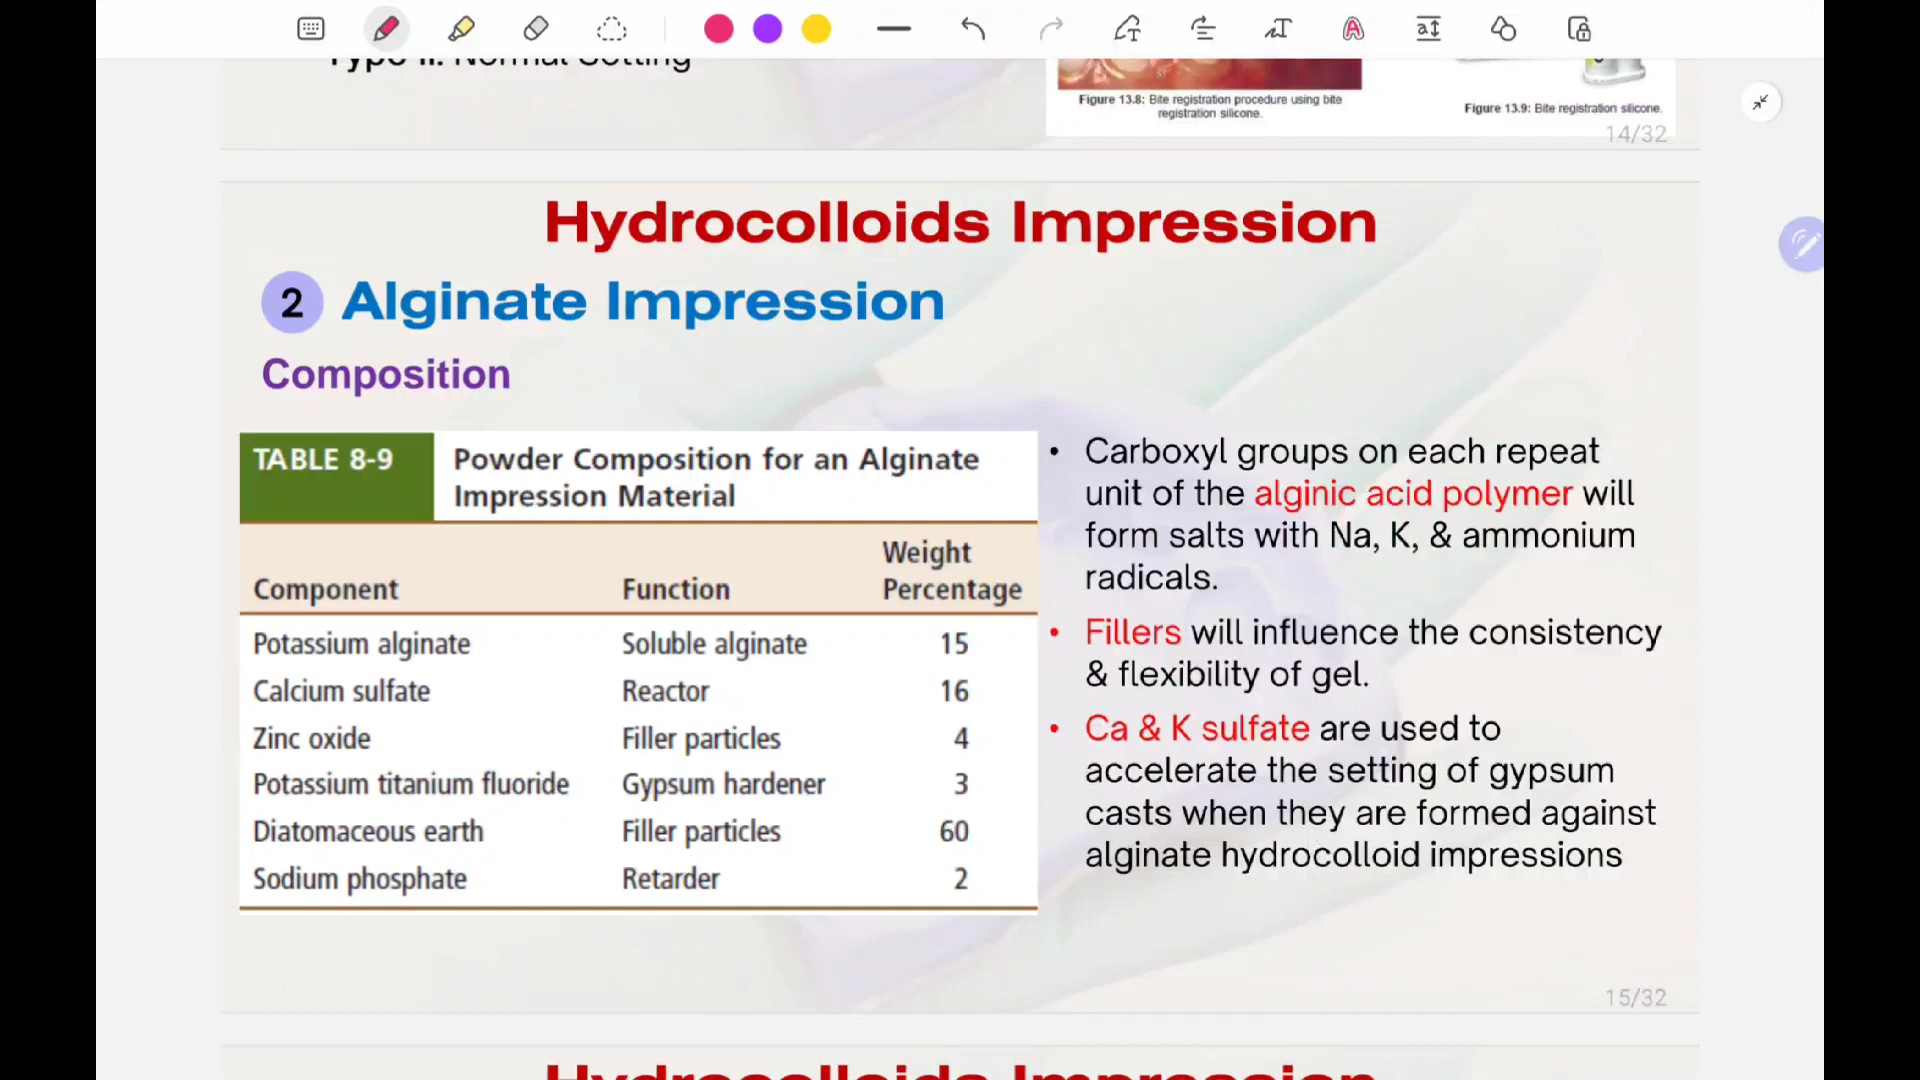 Type II: Normal Setting
Figure 13.8: Bite registration procedure using bite
registration silicone.
Figure 13.9: Bite registration silicone.
14/32
Hydrocolloids Impression
2 Alginate Impression
Composition
TABLE 8-9 Powder Composition for an Alginate
Impression Material
Component Function Weight Percentage
Potassium alginate Soluble alginate 15
Calcium sulfate Reactor 16
Zinc oxide Filler particles 4
Potassium titanium fluoride Gypsum hardener 3
Diatomaceous earth Filler particles 60
Sodium phosphate Retarder 2
• Carboxyl groups on each repeat
unit of the alginic acid polymer will
form salts with Na, K, & ammonium
radicals.
• Fillers will influence the consistency
& flexibility of gel.
• Ca & K sulfate are used to
accelerate the setting of gypsum
casts when they are formed against
alginate hydrocolloid impressions
15/32
Hydrocolloids Impression